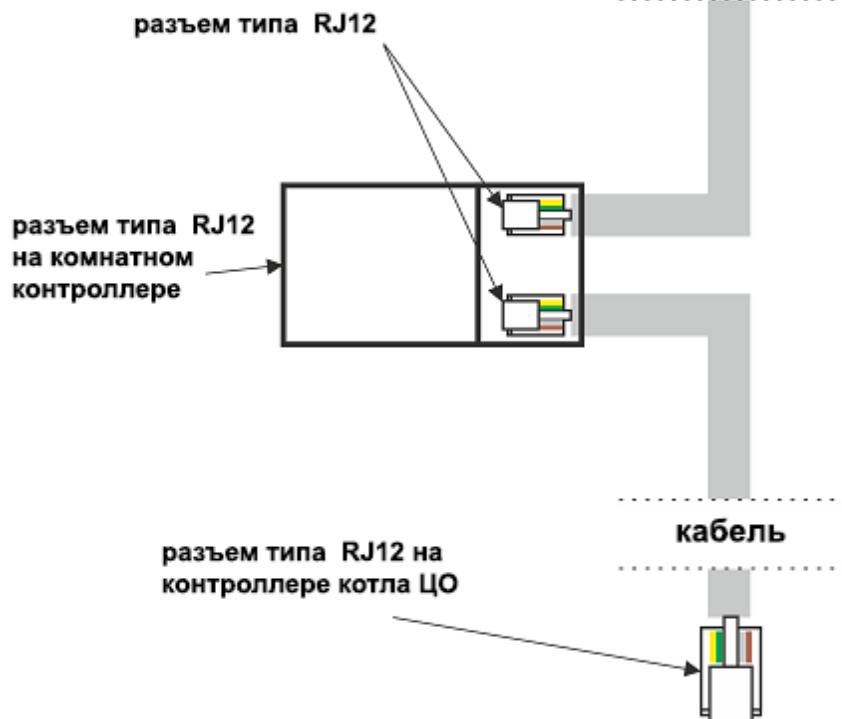 разъем типа RJ12
разъем типа RJ12
на комнатном
контроллере
кабель
разъем типа RJ12 на
контроллере котла ЦО